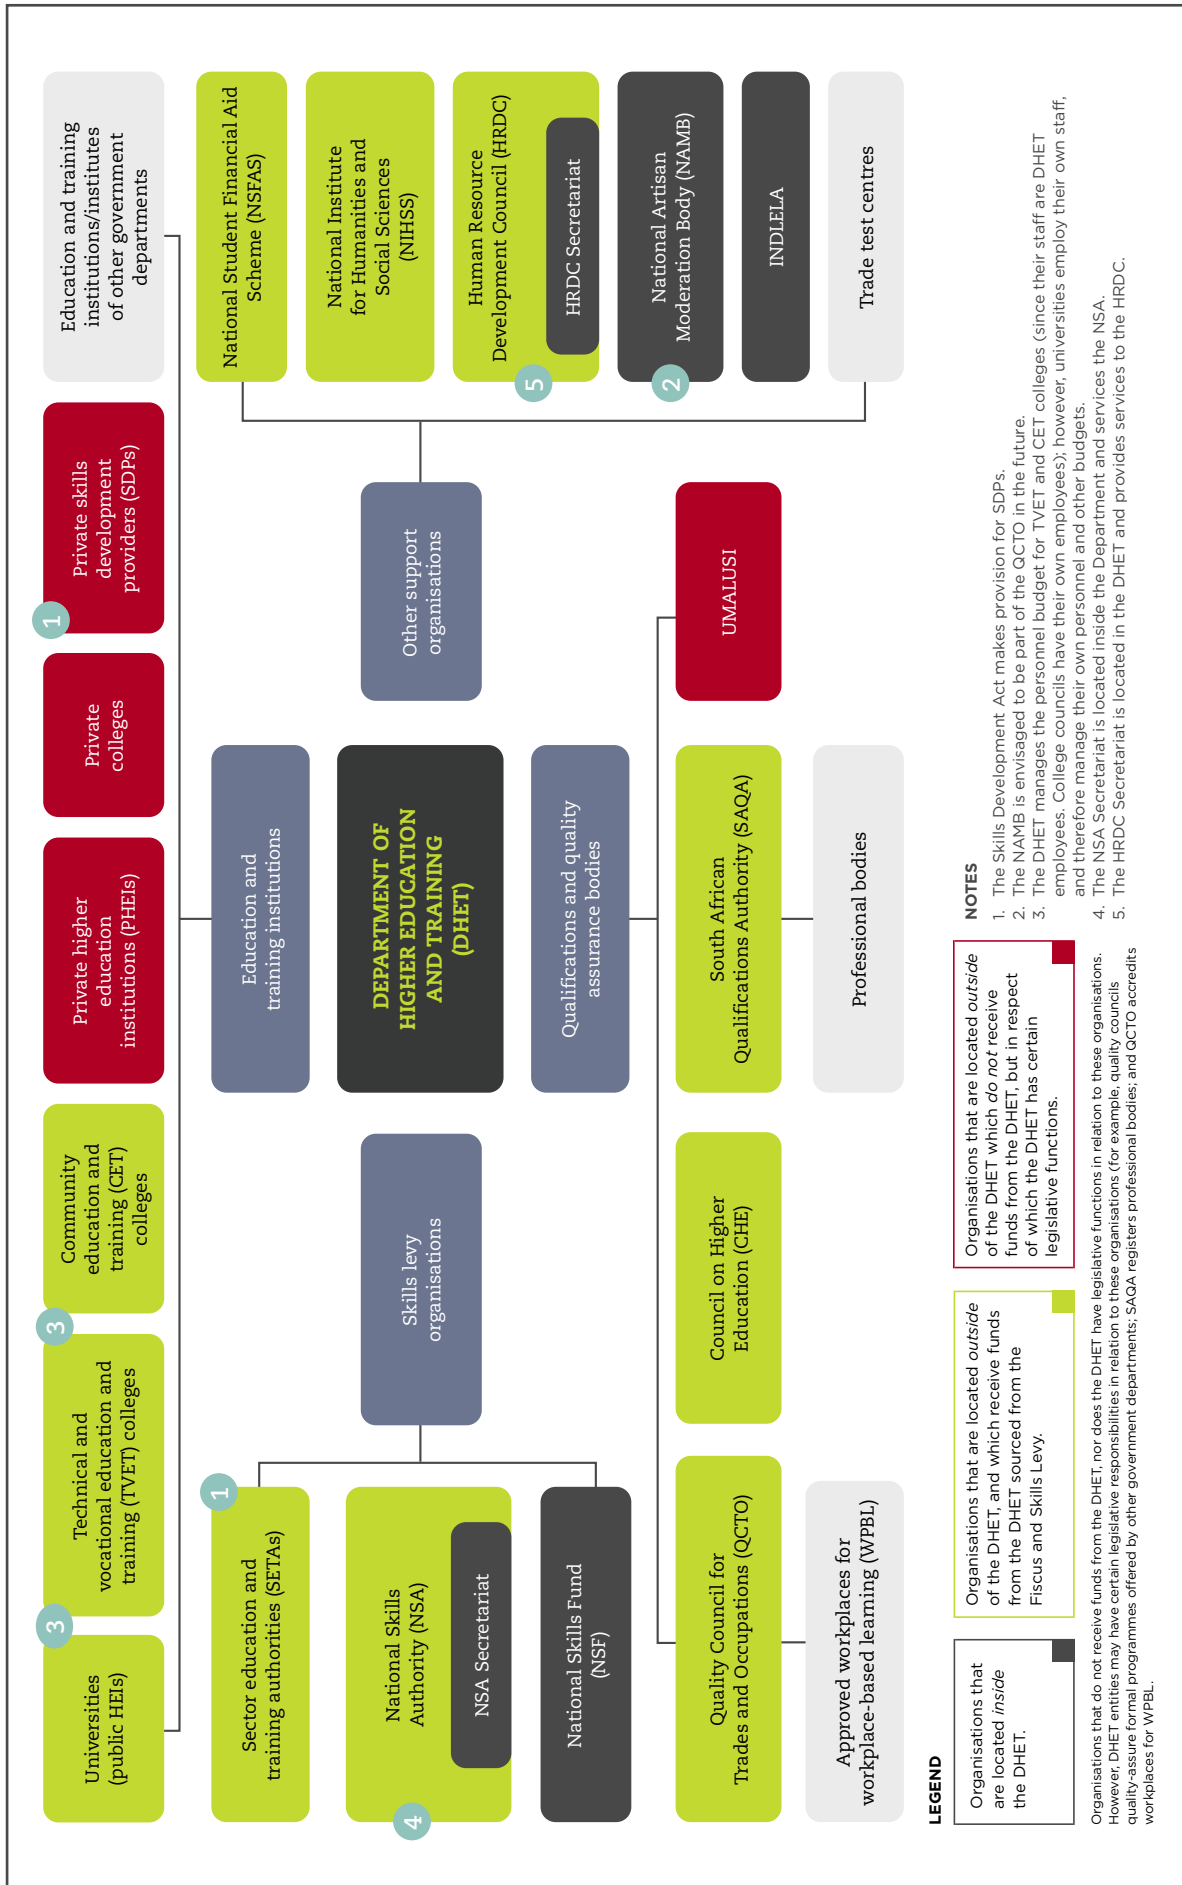 Universities
(public HEIs)
3
Technical and
vocational education and
training (TVET) colleges
3
Community
education and
training (CET)
colleges
Private higher
education
institutions (PHEIs)
Private
colleges
1
Private skills
development
providers (SDPs)
Education and training
institutions/institutes
of other government
departments
Education and
training institutions
Sector education and
training authorities (SETAs)
1
National Skills
Authority (NSA)
NSA Secretariat
4
National Skills Fund
(NSF)
Skills levy
organisations
DEPARTMENT OF
HIGHER EDUCATION
AND TRAINING
(DHET)
Other support
organisations
National Student Financial Aid
Scheme (NSFAS)
National Institute
for Humanities and
Social Sciences
(NIHSS)
Human Resource
Development Council (HRDC)
HRDC Secretariat
5
National Artisan
Moderation Body (NAMB)
2
INDLELA
Trade test centres
Qualifications and quality
assurance bodies
Quality Council for
Trades and Occupations (QCTO)
Council on Higher
Education (CHE)
South African
Qualifications Authority (SAQA)
UMALUSI
Approved workplaces for
workplace-based learning (WPBL)
Professional bodies
LEGEND
Organisations that
are located inside
the DHET.
Organisations that are located outside
of the DHET, and which receive funds
from the DHET sourced from the
Fiscus and Skills Levy.
Organisations that are located outside
of the DHET which do not receive
funds from the DHET, but in respect
of which the DHET has certain
legislative functions.
Organisations that do not receive funds from the DHET, nor does the DHET have legislative functions in relation to these organisations.
However, DHET entities may have certain legislative responsibilities in relation to these organisations (for example, quality councils
quality-assure formal programmes offered by other government departments; SAQA registers professional bodies; and QCTO accredits
workplaces for WPBL.
NOTES
1. The Skills Development Act makes provision for SDPs.
2. The NAMB is envisaged to be part of the QCTO in the future.
3. The DHET manages the personnel budget for TVET and CET colleges (since their staff are DHET
employees. College councils have their own employees); however, universities employ their own staff,
and therefore manage their own personnel and other budgets.
4. The NSA Secretariat is located inside the Department and services the NSA.
5. The HRDC Secretariat is located in the DHET and provides services to the HRDC.